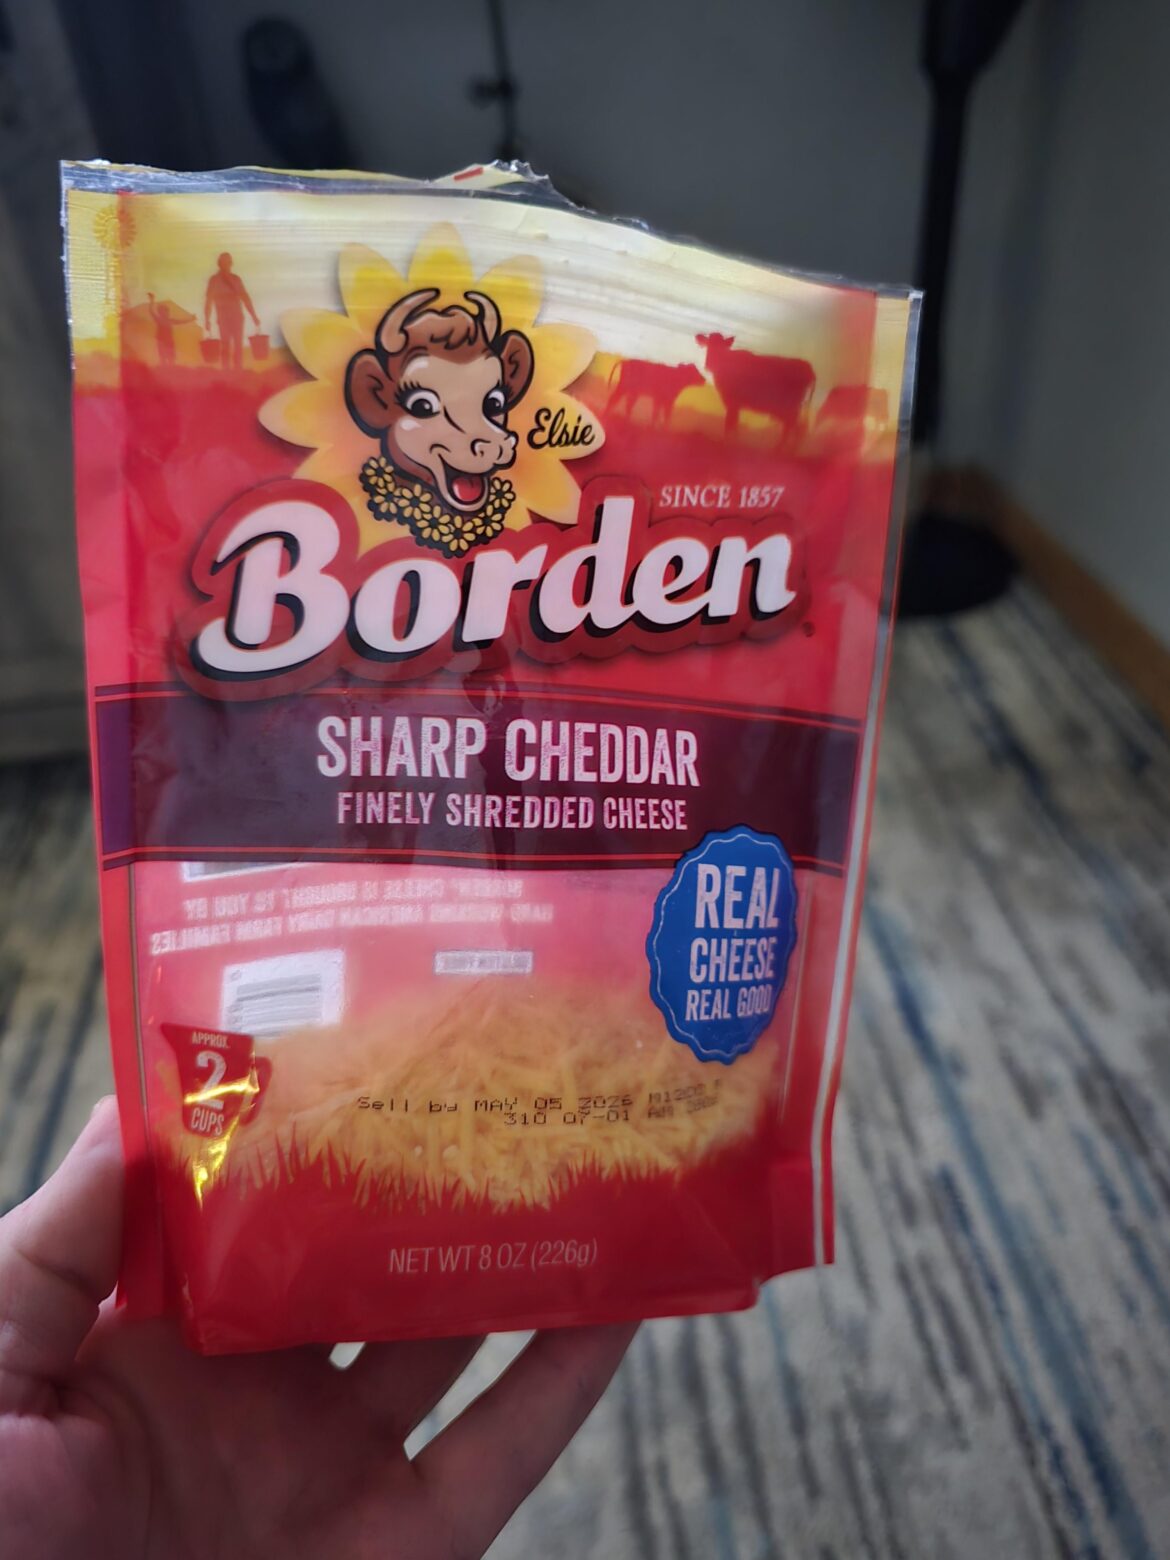 Elsie
SINCE 1857
Borden
SHARP CHEDDAR
FINELY SHREDDED CHEESE
REAL
CHEESE
REAL GOOD
APPROX.
2
CUPS
Sell by MAY 05 2026
310 07-01
NET WT 8 OZ (226g)